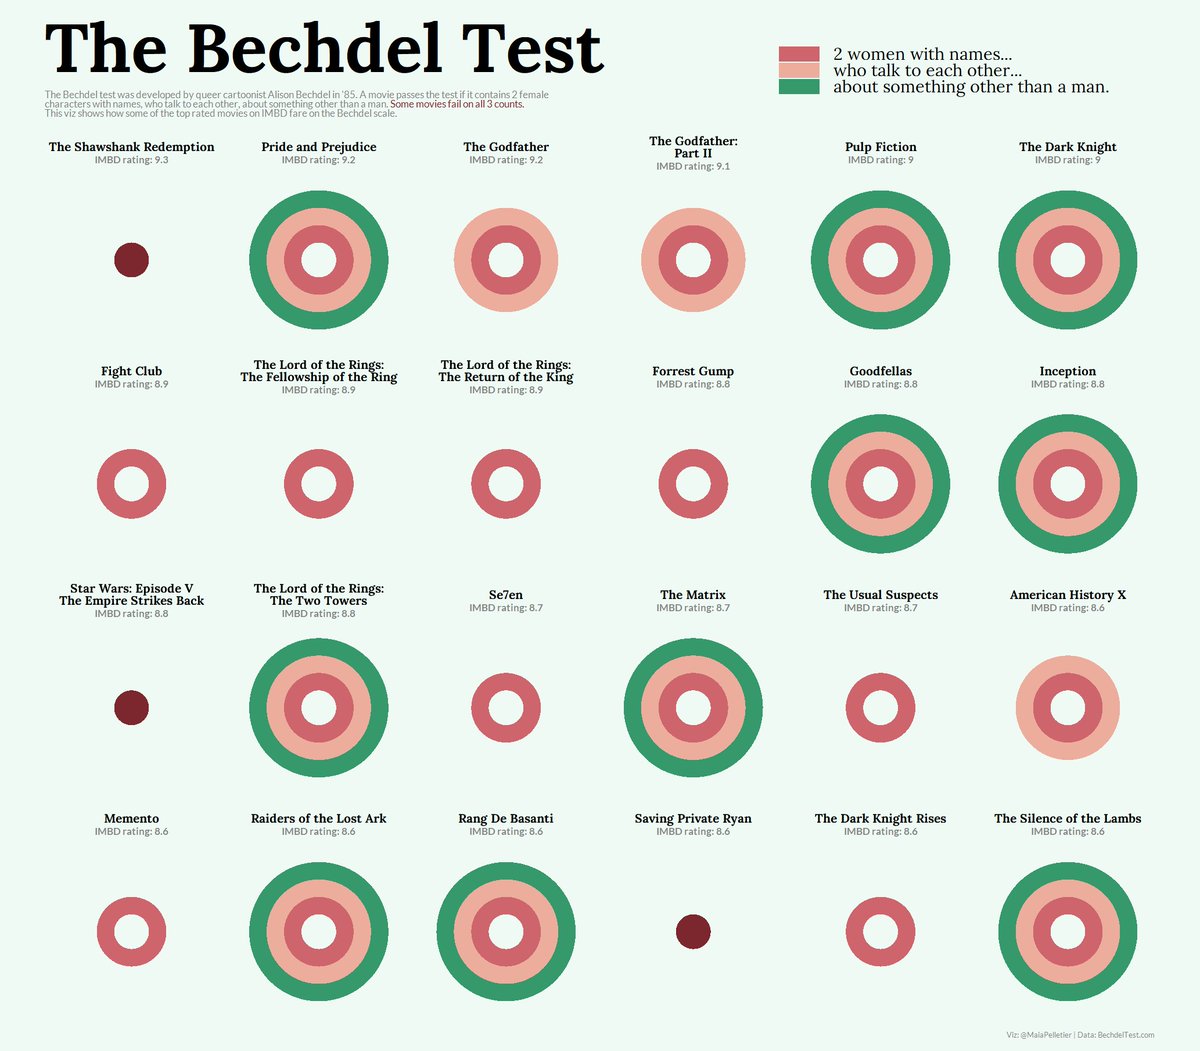 The Bechdel Test
The Bechdel test was developed by queer cartoonist Alison Bechdel in '85. A movie passes the test if it contains 2 female
characters with names, who talk to each other, about something other than a man. Some movies fail on all 3 counts.
This viz shows how some of the top rated movies on IMBD fare on the Bechdel scale.
2 women with names...
who talk to each other...
about something other than a man.
The Shawshank Redemption
IMBD rating: 9.3
Pride and Prejudice
IMBD rating: 9.2
The Godfather
IMBD rating: 9.2
The Godfather:
Part II
IMBD rating: 9.1
Pulp Fiction
IMBD rating: 9
The Dark Knight
IMBD rating: 9
Fight Club
IMBD rating: 8.9
The Lord of the Rings:
The Fellowship of the Ring
IMBD rating: 8.9
The Lord of the Rings:
The Return of the King
IMBD rating: 8.9
Forrest Gump
IMBD rating: 8.8
Goodfellas
IMBD rating: 8.8
Inception
IMBD rating: 8.8
Star Wars: Episode V
The Empire Strikes Back
IMBD rating: 8.8
The Lord of the Rings:
The Two Towers
IMBD rating: 8.8
Se7en
IMBD rating: 8.7
The Matrix
IMBD rating: 8.7
The Usual Suspects
IMBD rating: 8.7
American History X
IMBD rating: 8.6
Memento
IMBD rating: 8.6
Raiders of the Lost Ark
IMBD rating: 8.6
Rang De Basanti
IMBD rating: 8.6
Saving Private Ryan
IMBD rating: 8.6
The Dark Knight Rises
IMBD rating: 8.6
The Silence of the Lambs
IMBD rating: 8.6
Viz: @MaiaPelletier | Data: BechdelTest.com